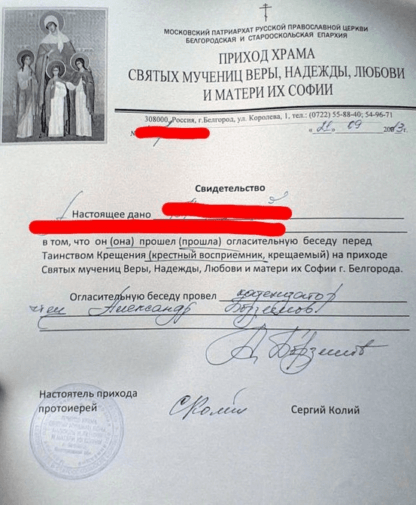 МОСКОВСКИЙ ПАТРИАРХАТ РУССКОЙ ПРАВОСЛАВНОЙ ЦЕРКВИ
БЕЛГОРОДСКАЯ И СТАРООСКОЛЬСКАЯ ЕПАРХИЯ
ПРИХОД ХРАМА
СВЯТЫХ МУЧЕНИЦ ВЕРЫ, НАДЕЖДЫ, ЛЮБОВИ
И МАТЕРИ ИХ СОФИИ
308000, Россия, г.Белгород, ул. Королева, 1, тел.: (0722) 55-88-40; 54-96-71
№ 09
Свидетельство
Настоящее дано
в том, что он (она) прошел (прошла) огласительную беседу перед
Таинством Крещения (крестный восприемник, крещаемый) на приходе
Святых мучениц Веры, Надежды, Любови и матери их Софии г. Белгорода.
Огласительную беседу провел
чтец Александр
Настоятель прихода
протоиерей Сергий Колий